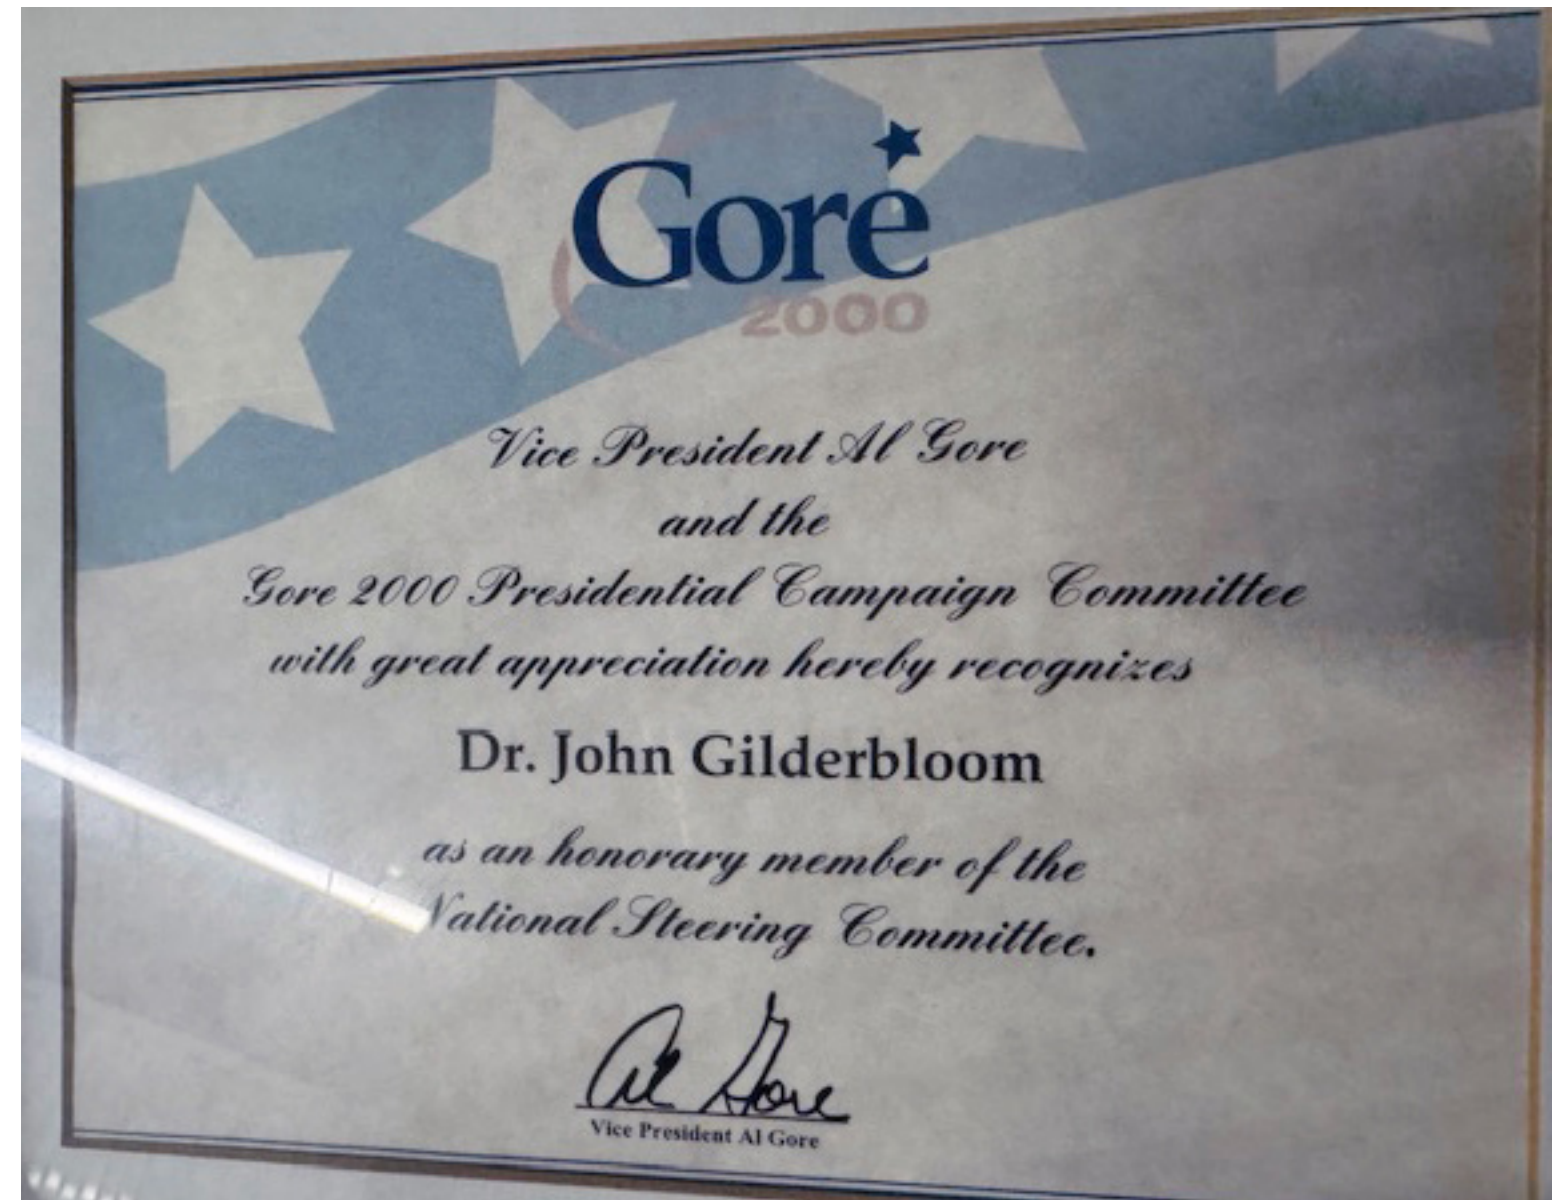 Gore
2000
Vice President Al Gore
and the
Gore 2000 Presidential Campaign Committee
with great appreciation hereby recognizes
Dr. John Gilderbloom
as an honorary member of the
National Steering Committee.
Al Gore
Vice President Al Gore